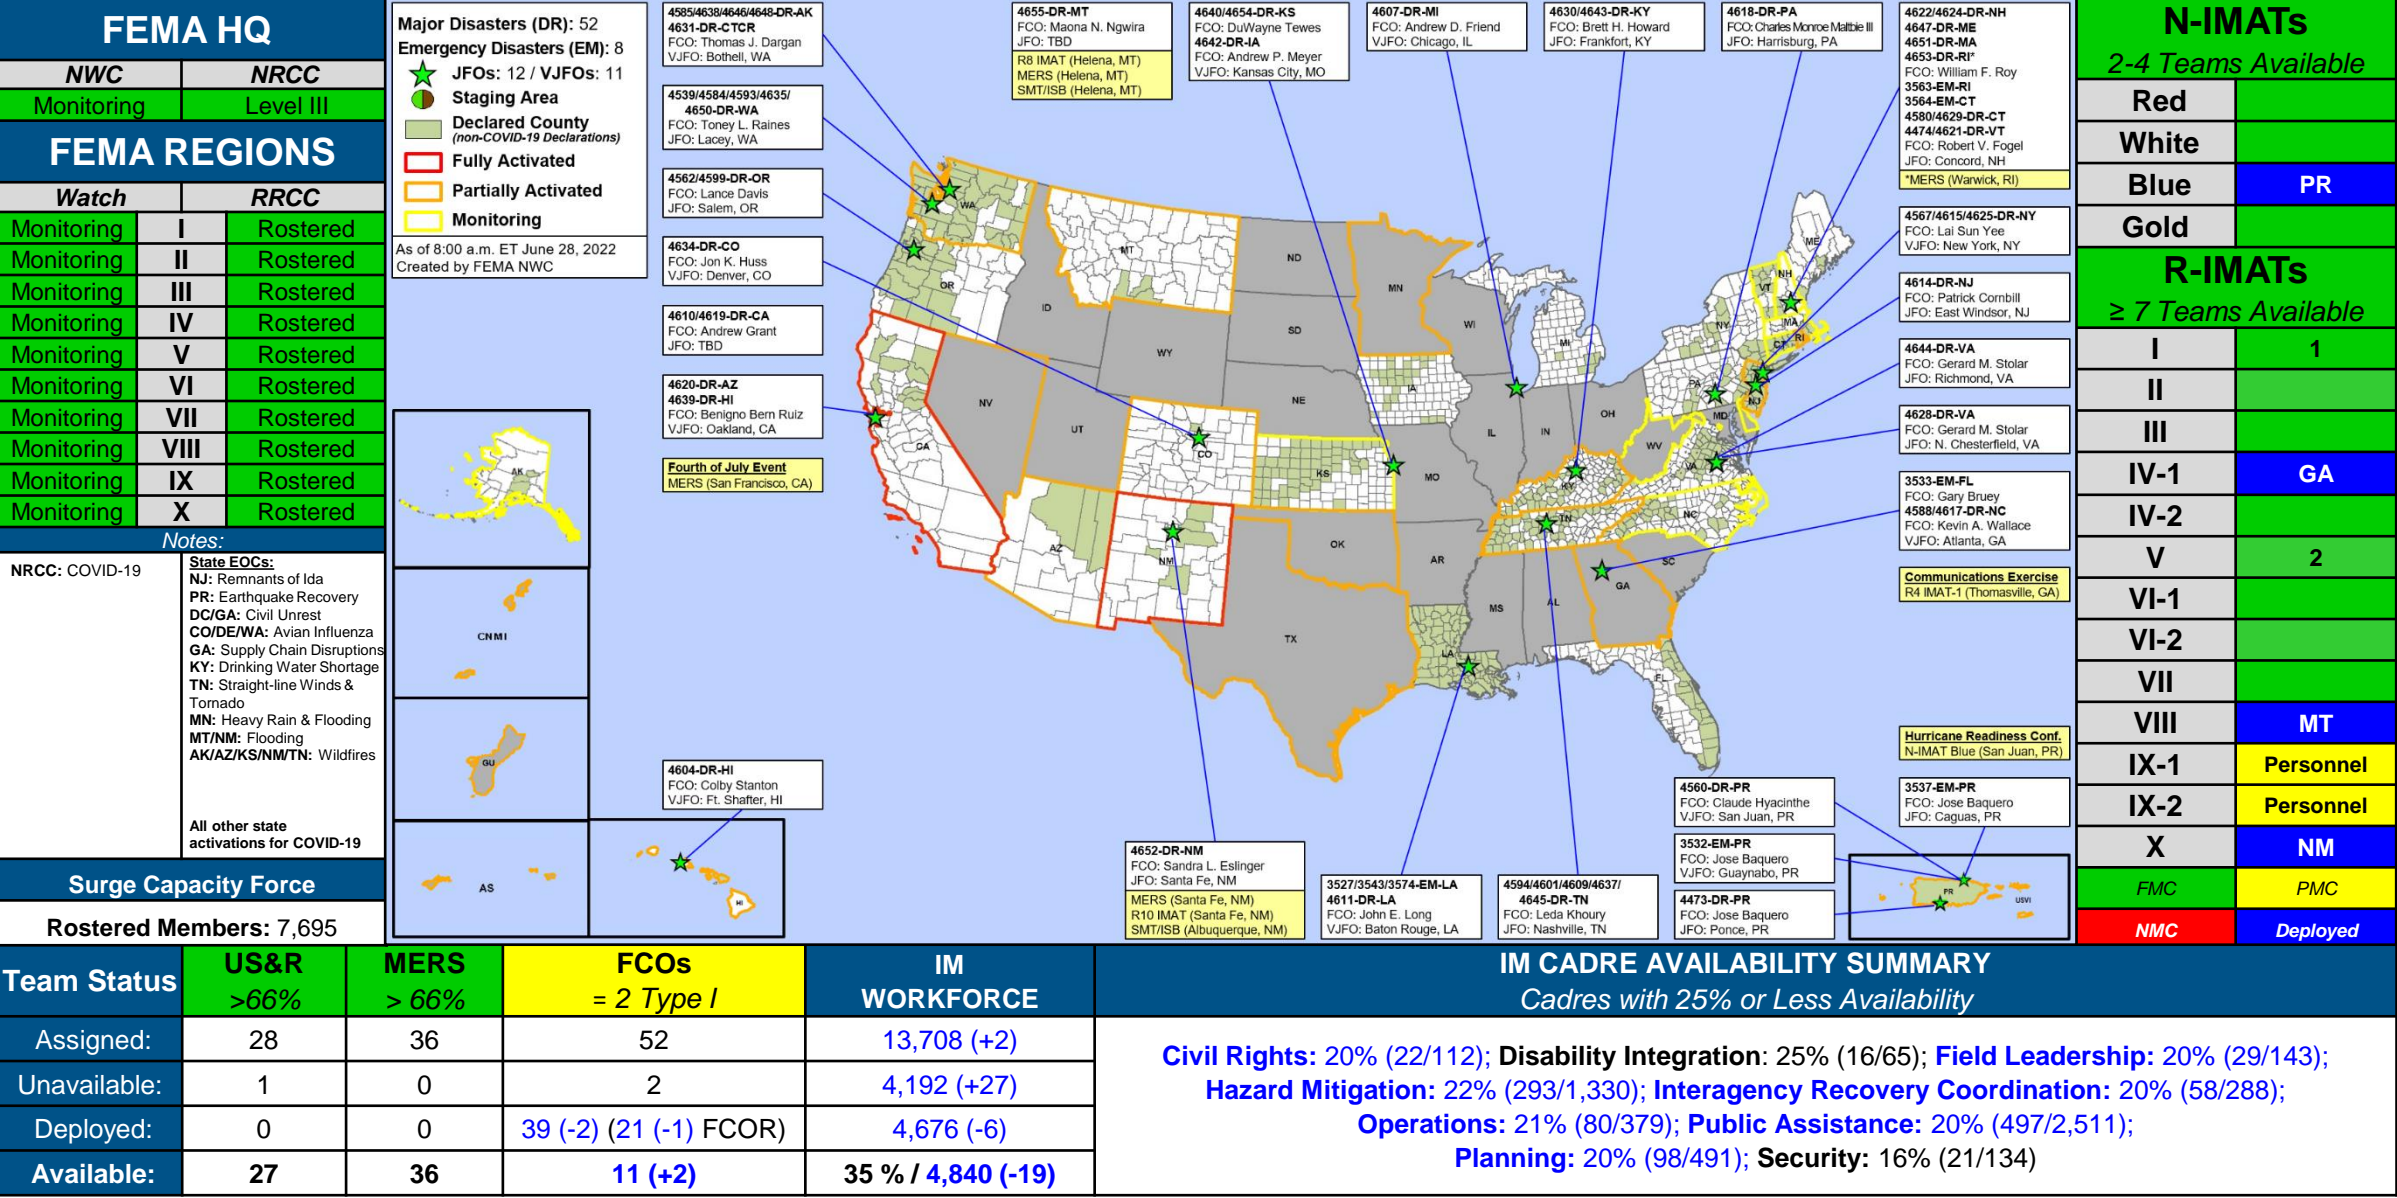 FEMA HQ
NWC NRCC
Monitoring Level III
FEMA REGIONS
Watch RRCC
Monitoring I Rostered
Monitoring II Rostered
Monitoring III Rostered
Monitoring IV Rostered
Monitoring V Rostered
Monitoring VI Rostered
Monitoring VII Rostered
Monitoring VIII Rostered
Monitoring IX Rostered
Monitoring X Rostered
Notes:
NRCC: COVID-19
State EOCs:
NJ: Remnants of Ida
PR: Earthquake Recovery
DC/GA: Civil Unrest
CO/DE/WA: Avian Influenza
GA: Supply Chain Disruptions
KY: Drinking Water Shortage
TN: Straight-line Winds &
Tornado
MN: Heavy Rain & Flooding
MT/NM: Flooding
AK/AZ/KS/NM/TN: Wildfires
All other state
activations for COVID-19
Surge Capacity Force
Rostered Members: 7,695
Major Disasters (DR): 52
Emergency Disasters (EM): 8
JFOs: 12 / VJFOs: 11
Staging Area
Declared County
(non-COVID-19 Declarations)
Fully Activated
Partially Activated
Monitoring
As of 8:00 a.m. ET June 28, 2022
Created by FEMA NWC
4585/4638/4646/4648-DR-AK
4631-DR-CTCR
FCO: Thomas J. Dargan
VJFO: Bothell, WA
4539/4584/4593/4635/
4650-DR-WA
FCO: Toney L. Raines
JFO: Lacey, WA
4562/4599-DR-OR
FCO: Lance Davis
JFO: Salem, OR
4634-DR-CO
FCO: Jon K. Huss
VJFO: Denver, CO
4610/4619-DR-CA
FCO: Andrew Grant
JFO: TBD
4620-DR-AZ
4639-DR-HI
FCO: Benigno Bern Ruiz
VJFO: Oakland, CA
Fourth of July Event
MERS (San Francisco, CA)
4604-DR-HI
FCO: Colby Stanton
VJFO: Ft. Shafter, HI
4655-DR-MT
FCO: Maona N. Ngwira
JFO: TBD
R8 IMAT (Helena, MT)
MERS (Helena, MT)
SMT/ISB (Helena, MT)
4640/4654-DR-KS
FCO: DuWayne Tewes
4642-DR-IA
FCO: Andrew P. Meyer
VJFO: Kansas City, MO
4607-DR-MI
FCO: Andrew D. Friend
VJFO: Chicago, IL
4630/4643-DR-KY
FCO: Brett H. Howard
JFO: Frankfort, KY
4618-DR-PA
FCO: Charles Monroe Maltbie III
JFO: Harrisburg, PA
4622/4624-DR-NH
4647-DR-ME
4651-DR-MA
4653-DR-RI*
FCO: William F. Roy
3563-EM-RI
3564-EM-CT
4580/4629-DR-CT
4474/4621-DR-VT
FCO: Robert V. Fogel
JFO: Concord, NH
*MERS (Warwick, RI)
4567/4615/4625-DR-NY
FCO: Lai Sun Yee
VJFO: New York, NY
4614-DR-NJ
FCO: Patrick Cornbill
JFO: East Windsor, NJ
4644-DR-VA
FCO: Gerard M. Stolar
JFO: Richmond, VA
4628-DR-VA
FCO: Gerard M. Stolar
JFO: N. Chesterfield, VA
3533-EM-FL
FCO: Gary Bruey
4588/4617-DR-NC
FCO: Kevin A. Wallace
VJFO: Atlanta, GA
Communications Exercise
R4 IMAT-1 (Thomasville, GA)
Hurricane Readiness Conf.
N-IMAT Blue (San Juan, PR)
4560-DR-PR
FCO: Claude Hyacinthe
VJFO: San Juan, PR
3537-EM-PR
FCO: Jose Baquero
JFO: Caguas, PR
3532-EM-PR
FCO: Jose Baquero
VJFO: Guaynabo, PR
4473-DR-PR
FCO: Jose Baquero
JFO: Ponce, PR
4652-DR-NM
FCO: Sandra L. Eslinger
JFO: Santa Fe, NM
MERS (Santa Fe, NM)
R10 IMAT (Santa Fe, NM)
SMT/ISB (Albuquerque, NM)
3527/3543/3574-EM-LA
4611-DR-LA
FCO: John E. Long
VJFO: Baton Rouge, LA
4594/4601/4609/4637/
4645-DR-TN
FCO: Leda Khoury
JFO: Nashville, TN
WA
MT
ND
MN
OR
ID
SD
WI
MI
WY
NV
UT
CO
NE
IA
IL
IN
OH
PA
NY
VT
NH
ME
MA
CT
RI
NJ
MD
WV
VA
KY
KS
MO
CA
AZ
NM
OK
AR
TN
NC
SC
GA
AL
MS
LA
TX
FL
AK
CNMI
GU
AS
HI
PR
USVI
N-IMATs
2-4 Teams Available
Red
White
Blue PR
Gold
R-IMATs
≥ 7 Teams Available
I 1
II
III
IV-1 GA
IV-2
V 2
VI-1
VI-2
VII
VIII MT
IX-1 Personnel
IX-2 Personnel
X NM
FMC PMC
NMC Deployed
Team Status US&R >66% MERS > 66% FCOs = 2 Type I IM WORKFORCE
Assigned: 28 36 52 13,708 (+2)
Unavailable: 1 0 2 4,192 (+27)
Deployed: 0 0 39 (-2) (21 (-1) FCOR) 4,676 (-6)
Available: 27 36 11 (+2) 35 % / 4,840 (-19)
IM CADRE AVAILABILITY SUMMARY
Cadres with 25% or Less Availability
Civil Rights: 20% (22/112); Disability Integration: 25% (16/65); Field Leadership: 20% (29/143);
Hazard Mitigation: 22% (293/1,330); Interagency Recovery Coordination: 20% (58/288);
Operations: 21% (80/379); Public Assistance: 20% (497/2,511);
Planning: 20% (98/491); Security: 16% (21/134)